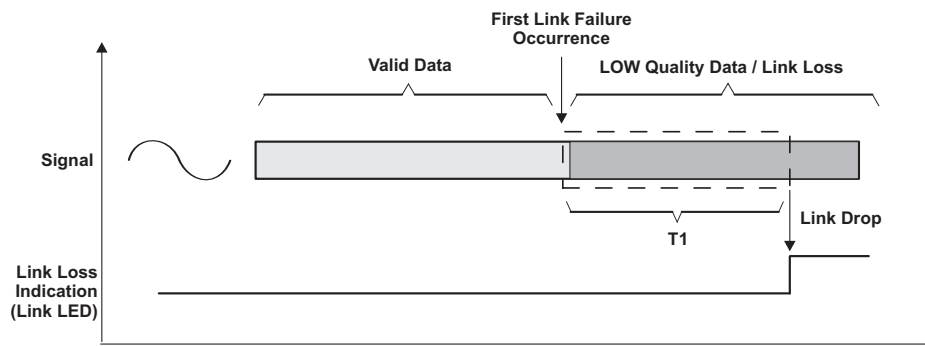 First Link Failure
Occurrence
Valid Data
LOW Quality Data / Link Loss
Signal
T1
Link Drop
Link Loss
Indication
(Link LED)